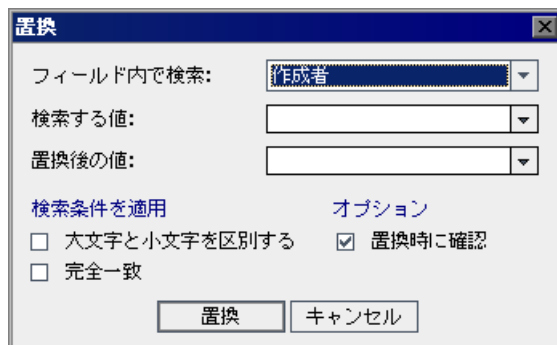 置換
フィールド内で検索: 作成者
検索する値:
置換後の値:
検索条件を適用 オプション
大文字と小文字を区別する 置換時に確認
完全一致
置換 キャンセル